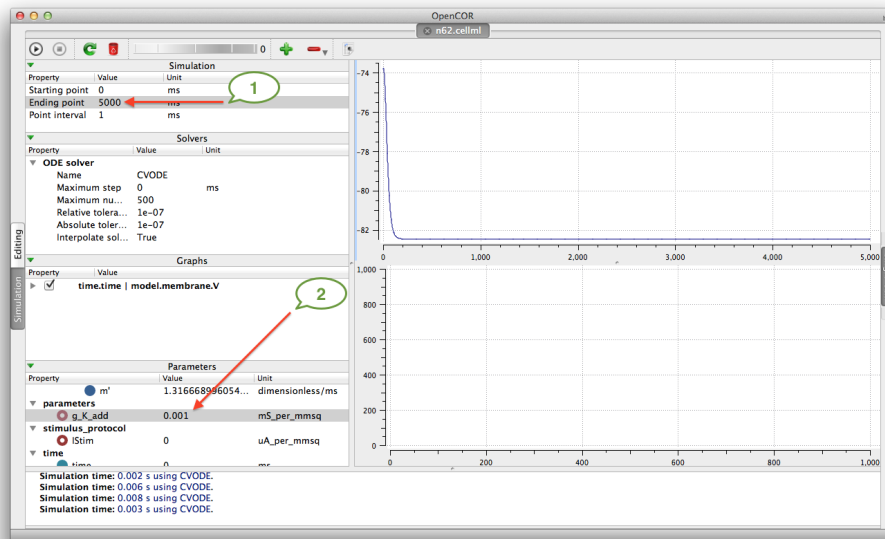 OpenCOR
n62.cellml
0
Simulation
Property Value Unit
Starting point 0 ms
Ending point 5000 ms
Point interval 1 ms
1
Solvers
Property Value Unit
ODE solver
Name CVODE
Maximum step 0 ms
Maximum nu... 500
Relative tolera... 1e-07
Absolute toler... 1e-07
Interpolate sol... True
Editing
Simulation
Graphs
Property Value
time.time | model.membrane.V
2
Parameters
Property Value Unit
m' 1.316668996054... dimensionless/ms
parameters
g_K_add 0.001 mS_per_mmsq
stimulus_protocol
IStim 0 uA_per_mmsq
time
time 0 ms
-74
-76
-78
-80
-82
0 1,000 2,000 3,000 4,000 5,000
1,000
800
600
400
200
0
0 200 400 600 800 1,000
Simulation time: 0.002 s using CVODE.
Simulation time: 0.006 s using CVODE.
Simulation time: 0.008 s using CVODE.
Simulation time: 0.003 s using CVODE.